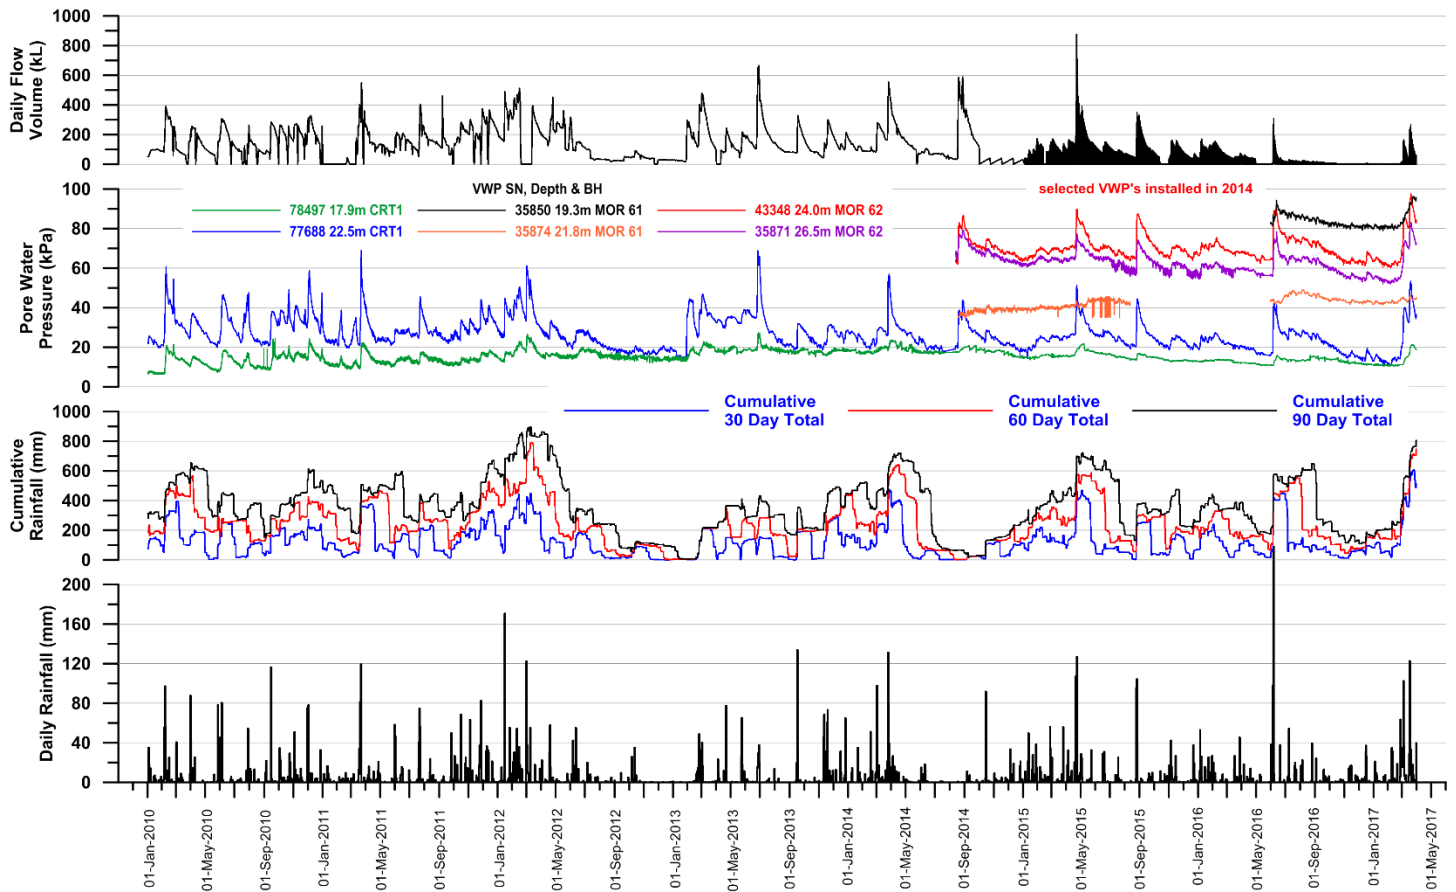 Daily Flow
Volume (kL)
1000
800
600
400
200
0
Pore Water
Pressure (kPa)
100
80
60
40
20
0
VWP SN, Depth & BH
selected VWP's installed in 2014
78497 17.9m CRT1
35850 19.3m MOR 61
43348 24.0m MOR 62
77688 22.5m CRT1
35874 21.8m MOR 61
35871 26.5m MOR 62
Cumulative
Rainfall (mm)
1000
800
600
400
200
0
Cumulative
30 Day Total
Cumulative
60 Day Total
Cumulative
90 Day Total
Daily Rainfall (mm)
200
160
120
80
40
0
01-Jan-2010
01-May-2010
01-Sep-2010
01-Jan-2011
01-May-2011
01-Sep-2011
01-Jan-2012
01-May-2012
01-Sep-2012
01-Jan-2013
01-May-2013
01-Sep-2013
01-Jan-2014
01-May-2014
01-Sep-2014
01-Jan-2015
01-May-2015
01-Sep-2015
01-Jan-2016
01-May-2016
01-Sep-2016
01-Jan-2017
01-May-2017